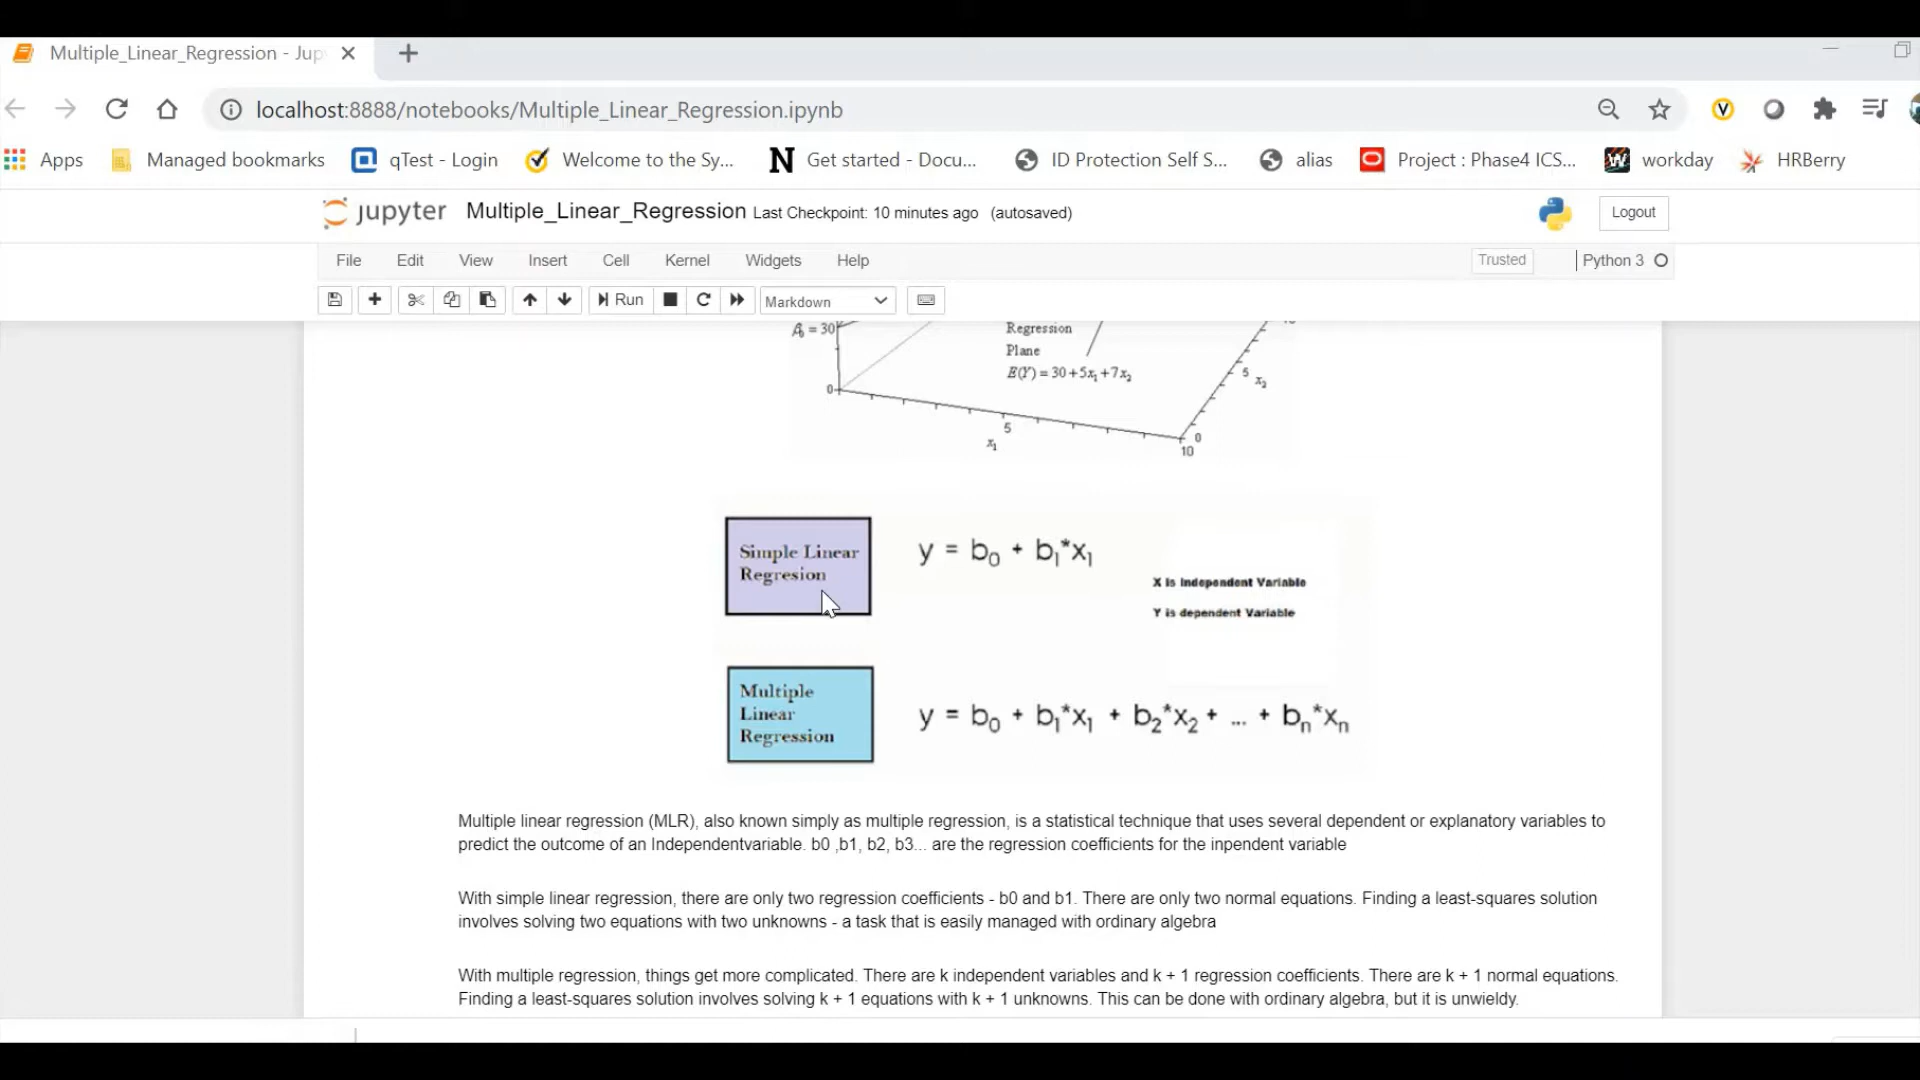 Multiple_Linear_Regression - Jup
localhost:8888/notebooks/Multiple_Linear_Regression.ipynb
Apps Managed bookmarks qTest - Login Welcome to the Sy... Get started - Docu... ID Protection Self S... alias Project : Phase4 ICS... workday HRBerry
jupyter Multiple_Linear_Regression Last Checkpoint: 10 minutes ago (autosaved) Logout
File Edit View Insert Cell Kernel Widgets Help Trusted Python 3
Run Markdown
β₀ = 30
Regression
Plane
E(Y) = 30 + 5x₁ + 7x₂
0 5 x₁ 10 0 5 x₂
Simple Linear
Regresion
y = b₀ + b₁*x₁
X is Independent Variable
Y is dependent Variable
Multiple
Linear
Regression
y = b₀ + b₁*x₁ + b₂*x₂ + ... + bₙ*xₙ
Multiple linear regression (MLR), also known simply as multiple regression, is a statistical technique that uses several dependent or explanatory variables to
predict the outcome of an Independentvariable. b0 ,b1, b2, b3... are the regression coefficients for the inpendent variable
With simple linear regression, there are only two regression coefficients - b0 and b1. There are only two normal equations. Finding a least-squares solution
involves solving two equations with two unknowns - a task that is easily managed with ordinary algebra
With multiple regression, things get more complicated. There are k independent variables and k + 1 regression coefficients. There are k + 1 normal equations.
Finding a least-squares solution involves solving k + 1 equations with k + 1 unknowns. This can be done with ordinary algebra, but it is unwieldy.